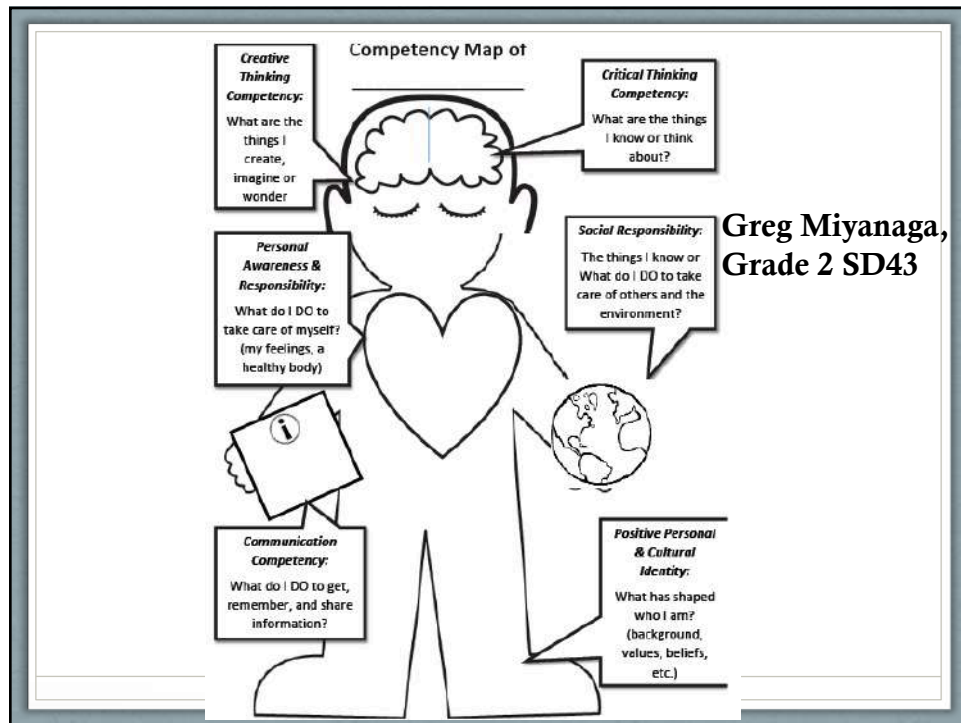 Competency Map of
Creative
Thinking
Competency:
What are the
things I
create,
imagine or
wonder
Critical Thinking
Competency:
What are the things
I know or think
about?
Personal
Awareness &
Responsibility:
What do I DO to
take care of myself?
(my feelings, a
healthy body)
Social Responsibility:
The things I know or
What do I DO to take
care of others and the
environment?
Greg Miyanaga,
Grade 2 SD43
i
Communication
Competency:
What do I DO to get,
remember, and share
information?
Positive Personal
& Cultural
Identity:
What has shaped
who I am?
(background,
values, beliefs,
etc.)